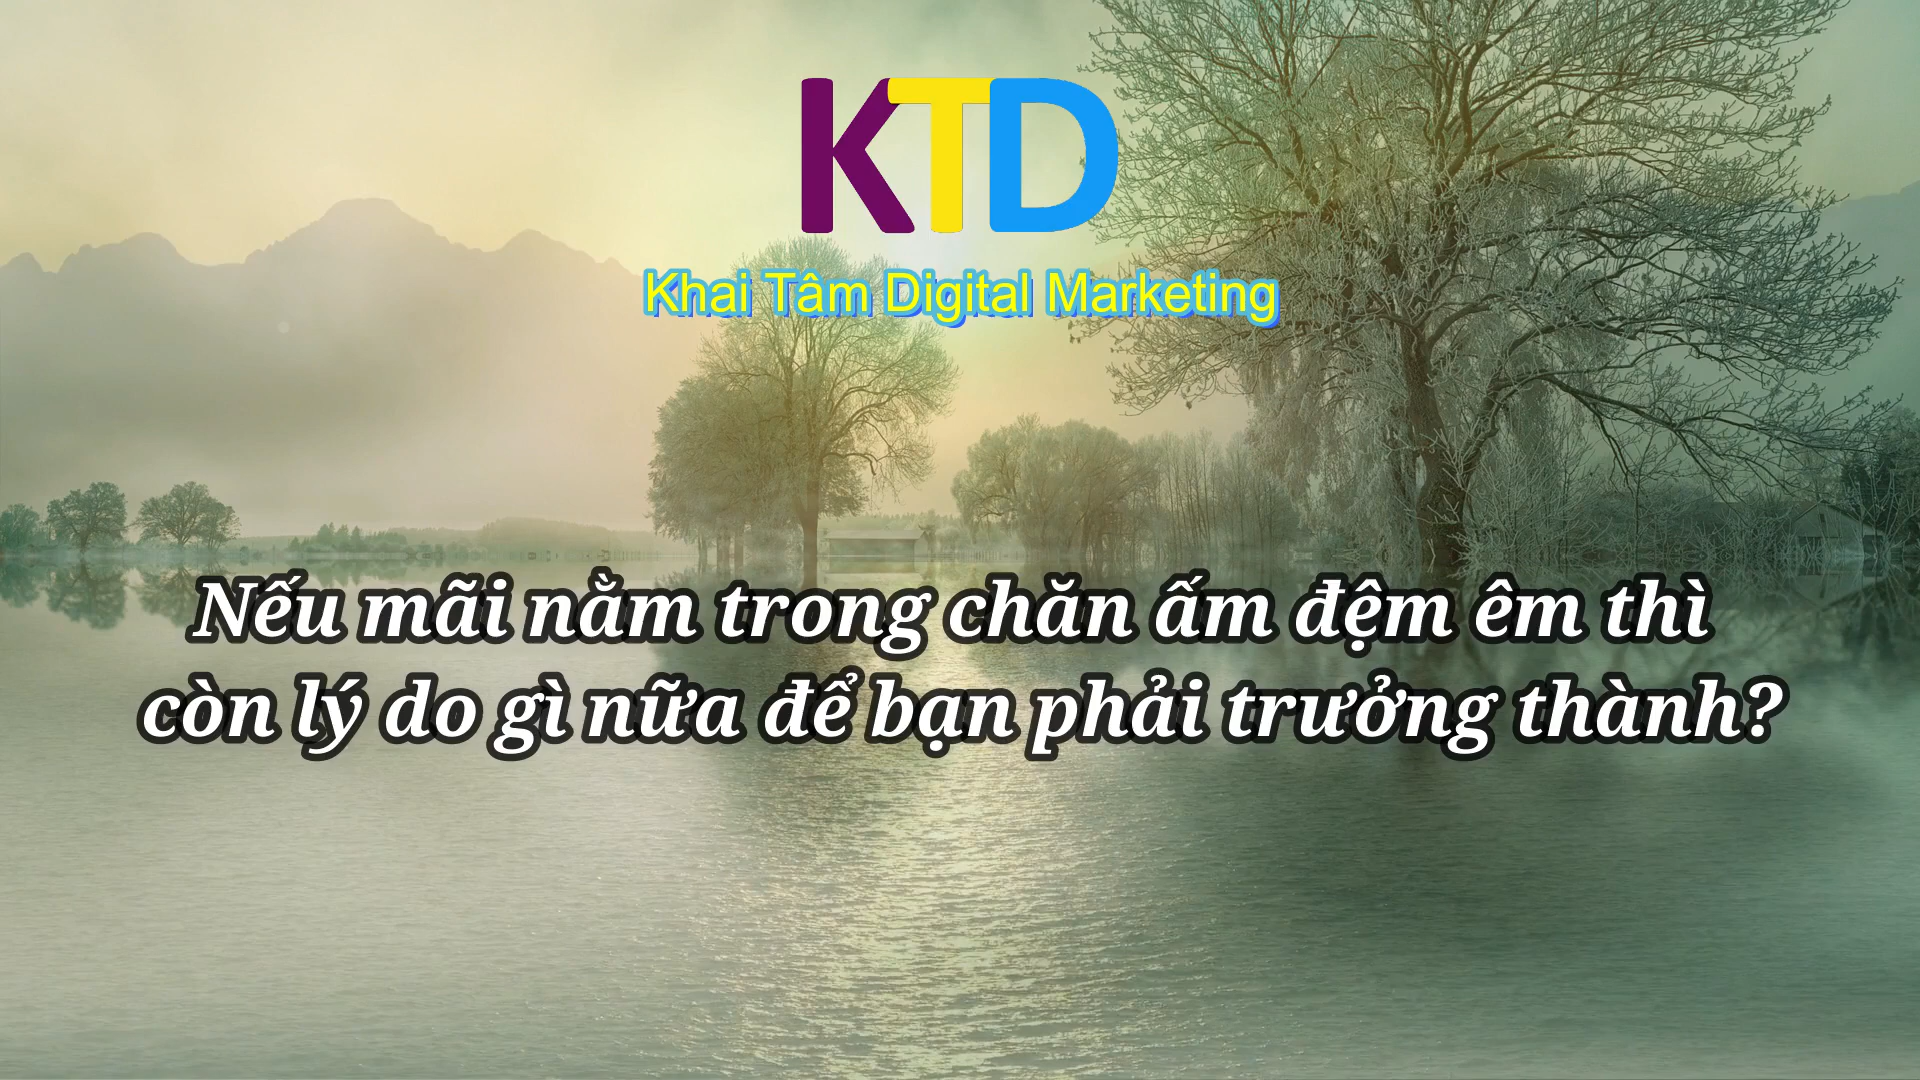 KTD
Khai Tâm Digital Marketing
Nếu mãi nằm trong chăn ấm đệm êm thì
còn lý do gì nữa để bạn phải trưởng thành?